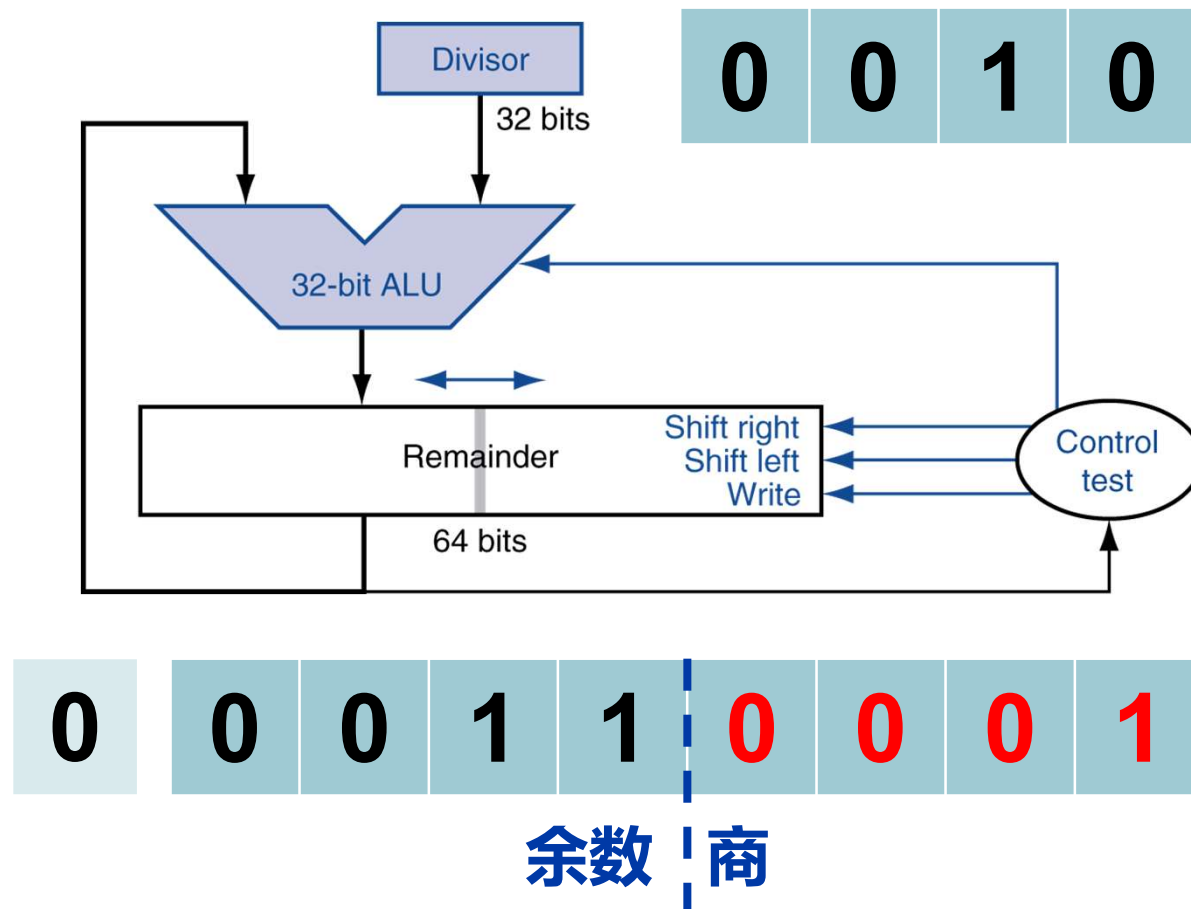 Divisor
0 0 1 0
32 bits
32-bit ALU
Remainder
Shift right
Shift left
Write
Control
test
64 bits
0 0 0 1 1 0 0 0 1
余数 商